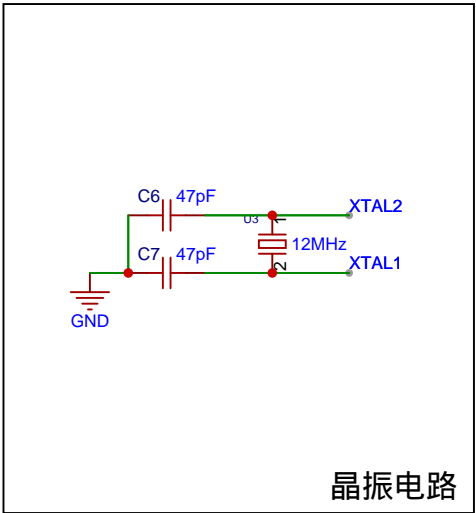 C6 47pF
XTAL2
U3
1
C7 47pF
12MHz
2
XTAL1
GND
晶振电路